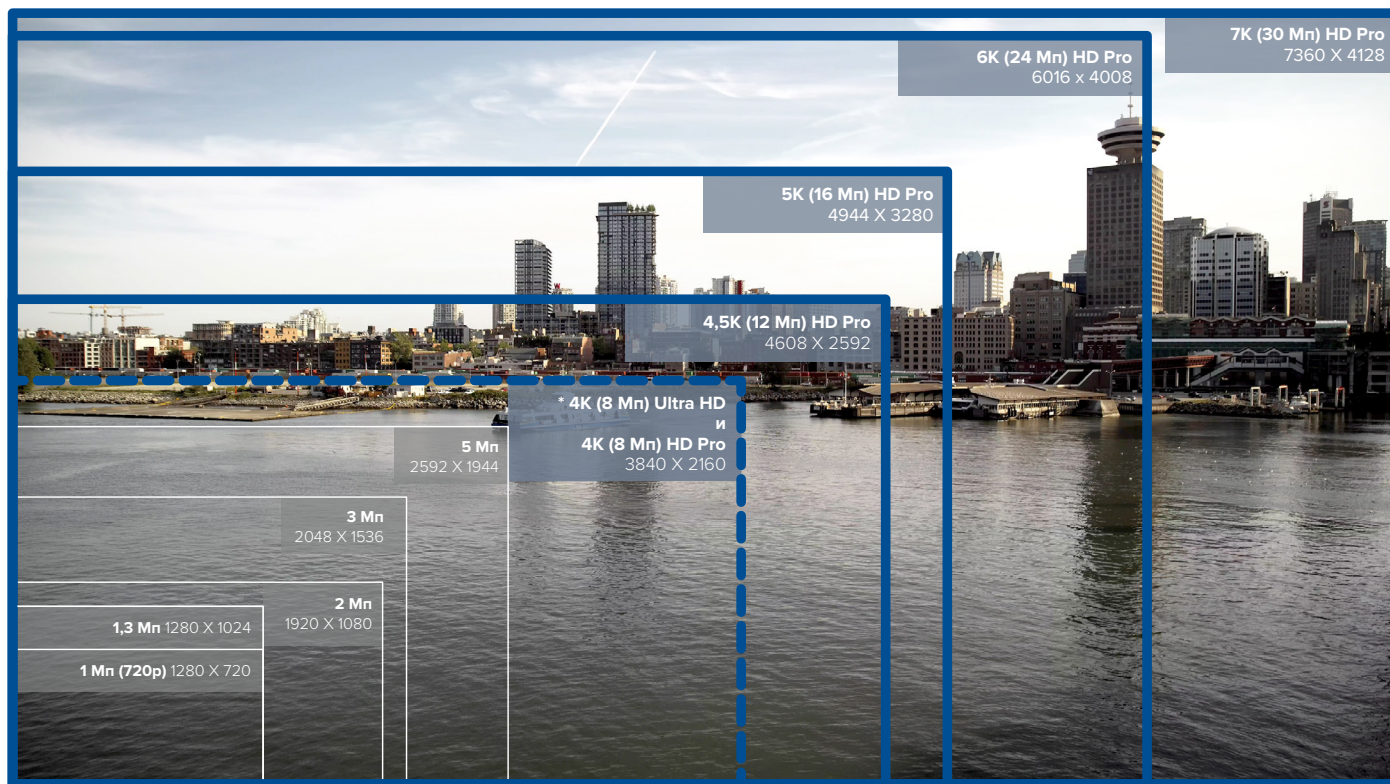 7K (30 Мп) HD Pro
7360 X 4128
6K (24 Мп) HD Pro
6016 x 4008
5K (16 Мп) HD Pro
4944 X 3280
4,5K (12 Мп) HD Pro
4608 X 2592
* 4K (8 Мп) Ultra HD
и
4K (8 Мп) HD Pro
3840 X 2160
5 Мп
2592 X 1944
3 Мп
2048 X 1536
2 Мп
1920 X 1080
1,3 Мп 1280 X 1024
1 Мп (720p) 1280 X 720